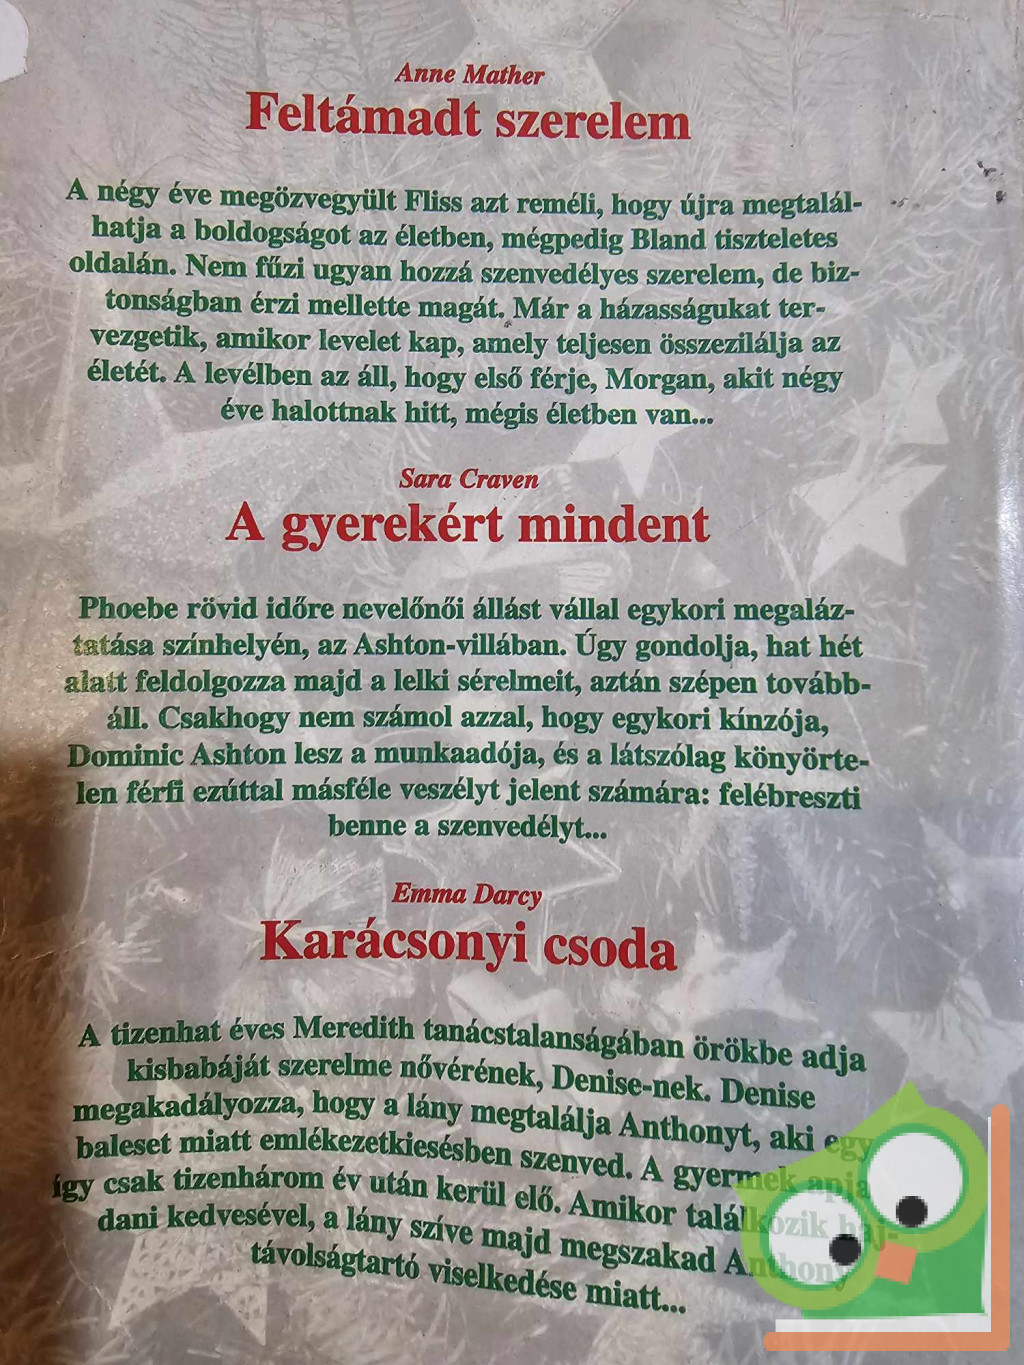 Anne Mather
Feltámadt szerelem
A négy éve megözvegyült Fliss azt reméli, hogy újra megtalál-
hatja a boldogságot az életben, mégpedig Bland tiszteletes
oldalán. Nem fűzi ugyan hozzá szenvedélyes szerelem, de biz-
tonságban érzi mellette magát. Már a házasságukat ter-
vezgetik, amikor levelet kap, amely teljesen összezilálja az
életét. A levélben az áll, hogy első férje, Morgan, akit négy
éve halottnak hitt, mégis életben van...
Sara Craven
A gyerekért mindent
Phoebe rövid időre nevelőnői állást vállal egykori megaláz-
tatása színhelyén, az Ashton-villában. Úgy gondolja, hat hét
alatt feldolgozza majd a lelki sérelmeit, aztán szépen tovább-
áll. Csakhogy nem számol azzal, hogy egykori kínzója,
Dominic Ashton lesz a munkaadója, és a látszólag könyörte-
len férfi ezúttal másféle veszélyt jelent számára: felébreszti
benne a szenvedélyt...
Emma Darcy
Karácsonyi csoda
A tizenhat éves Meredith tanácstalanságában örökbe adja
kisbabáját szerelme nővérének, Denise-nek. Denise
megakadályozza, hogy a lány megtalálja Anthonyt, aki egy
baleset miatt emlékezetkiesésben szenved. A gyermek apja
így csak tizenhárom év után kerül elő. Amikor találkozik haj-
dani kedvesével, a lány szíve majd megszakad Anthony
távolságtartó viselkedése miatt...